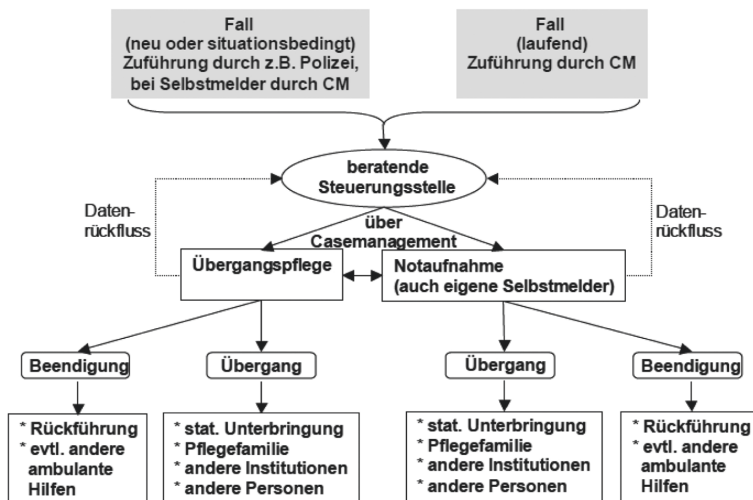 Fall
(neu oder situationsbedingt)
Zuführung durch z.B. Polizei,
bei Selbstmelder durch CM
Fall
(laufend)
Zuführung durch CM
beratende
Steuerungsstelle
Daten-
rückfluss
Daten-
rückfluss
über
Casemanagement
Übergangspflege
Notaufnahme
(auch eigene Selbstmelder)
Beendigung
Übergang
Übergang
Beendigung
* Rückführung
* evtl. andere
ambulante
Hilfen
* stat. Unterbringung
* Pflegefamilie
* andere Institutionen
* andere Personen
* stat. Unterbringung
* Pflegefamilie
* andere Institutionen
* andere Personen
* Rückführung
* evtl. andere
ambulante
Hilfen